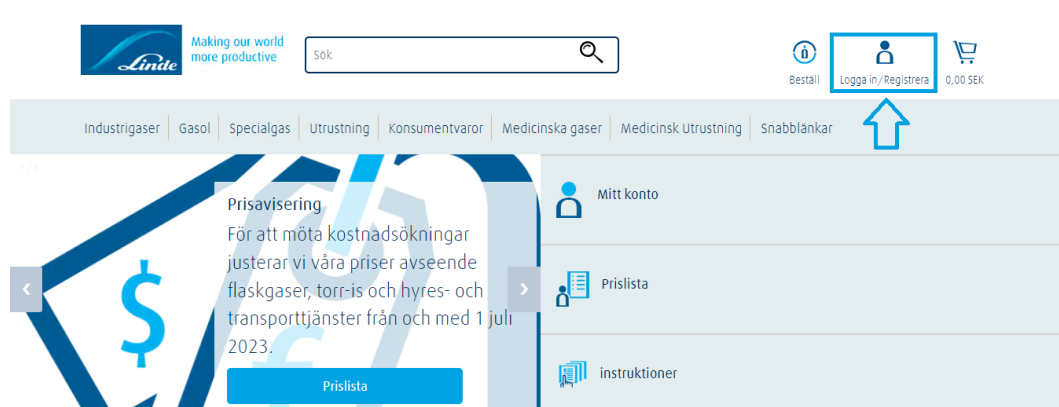 Linde
Making our world
more productive
Sök
Beställ
Logga in/Registrera
0,00 SEK
Industrigaser
Gasol
Specialgas
Utrustning
Konsumentvaror
Medicinska gaser
Medicinsk Utrustning
Snabblänkar
Prisavisering
För att möta kostnadsökningar
justerar vi våra priser avseende
flaskgaser, torr-is och hyres- och
transporttjänster från och med 1 juli
2023.
Prislista
Mitt konto
Prislista
instruktioner